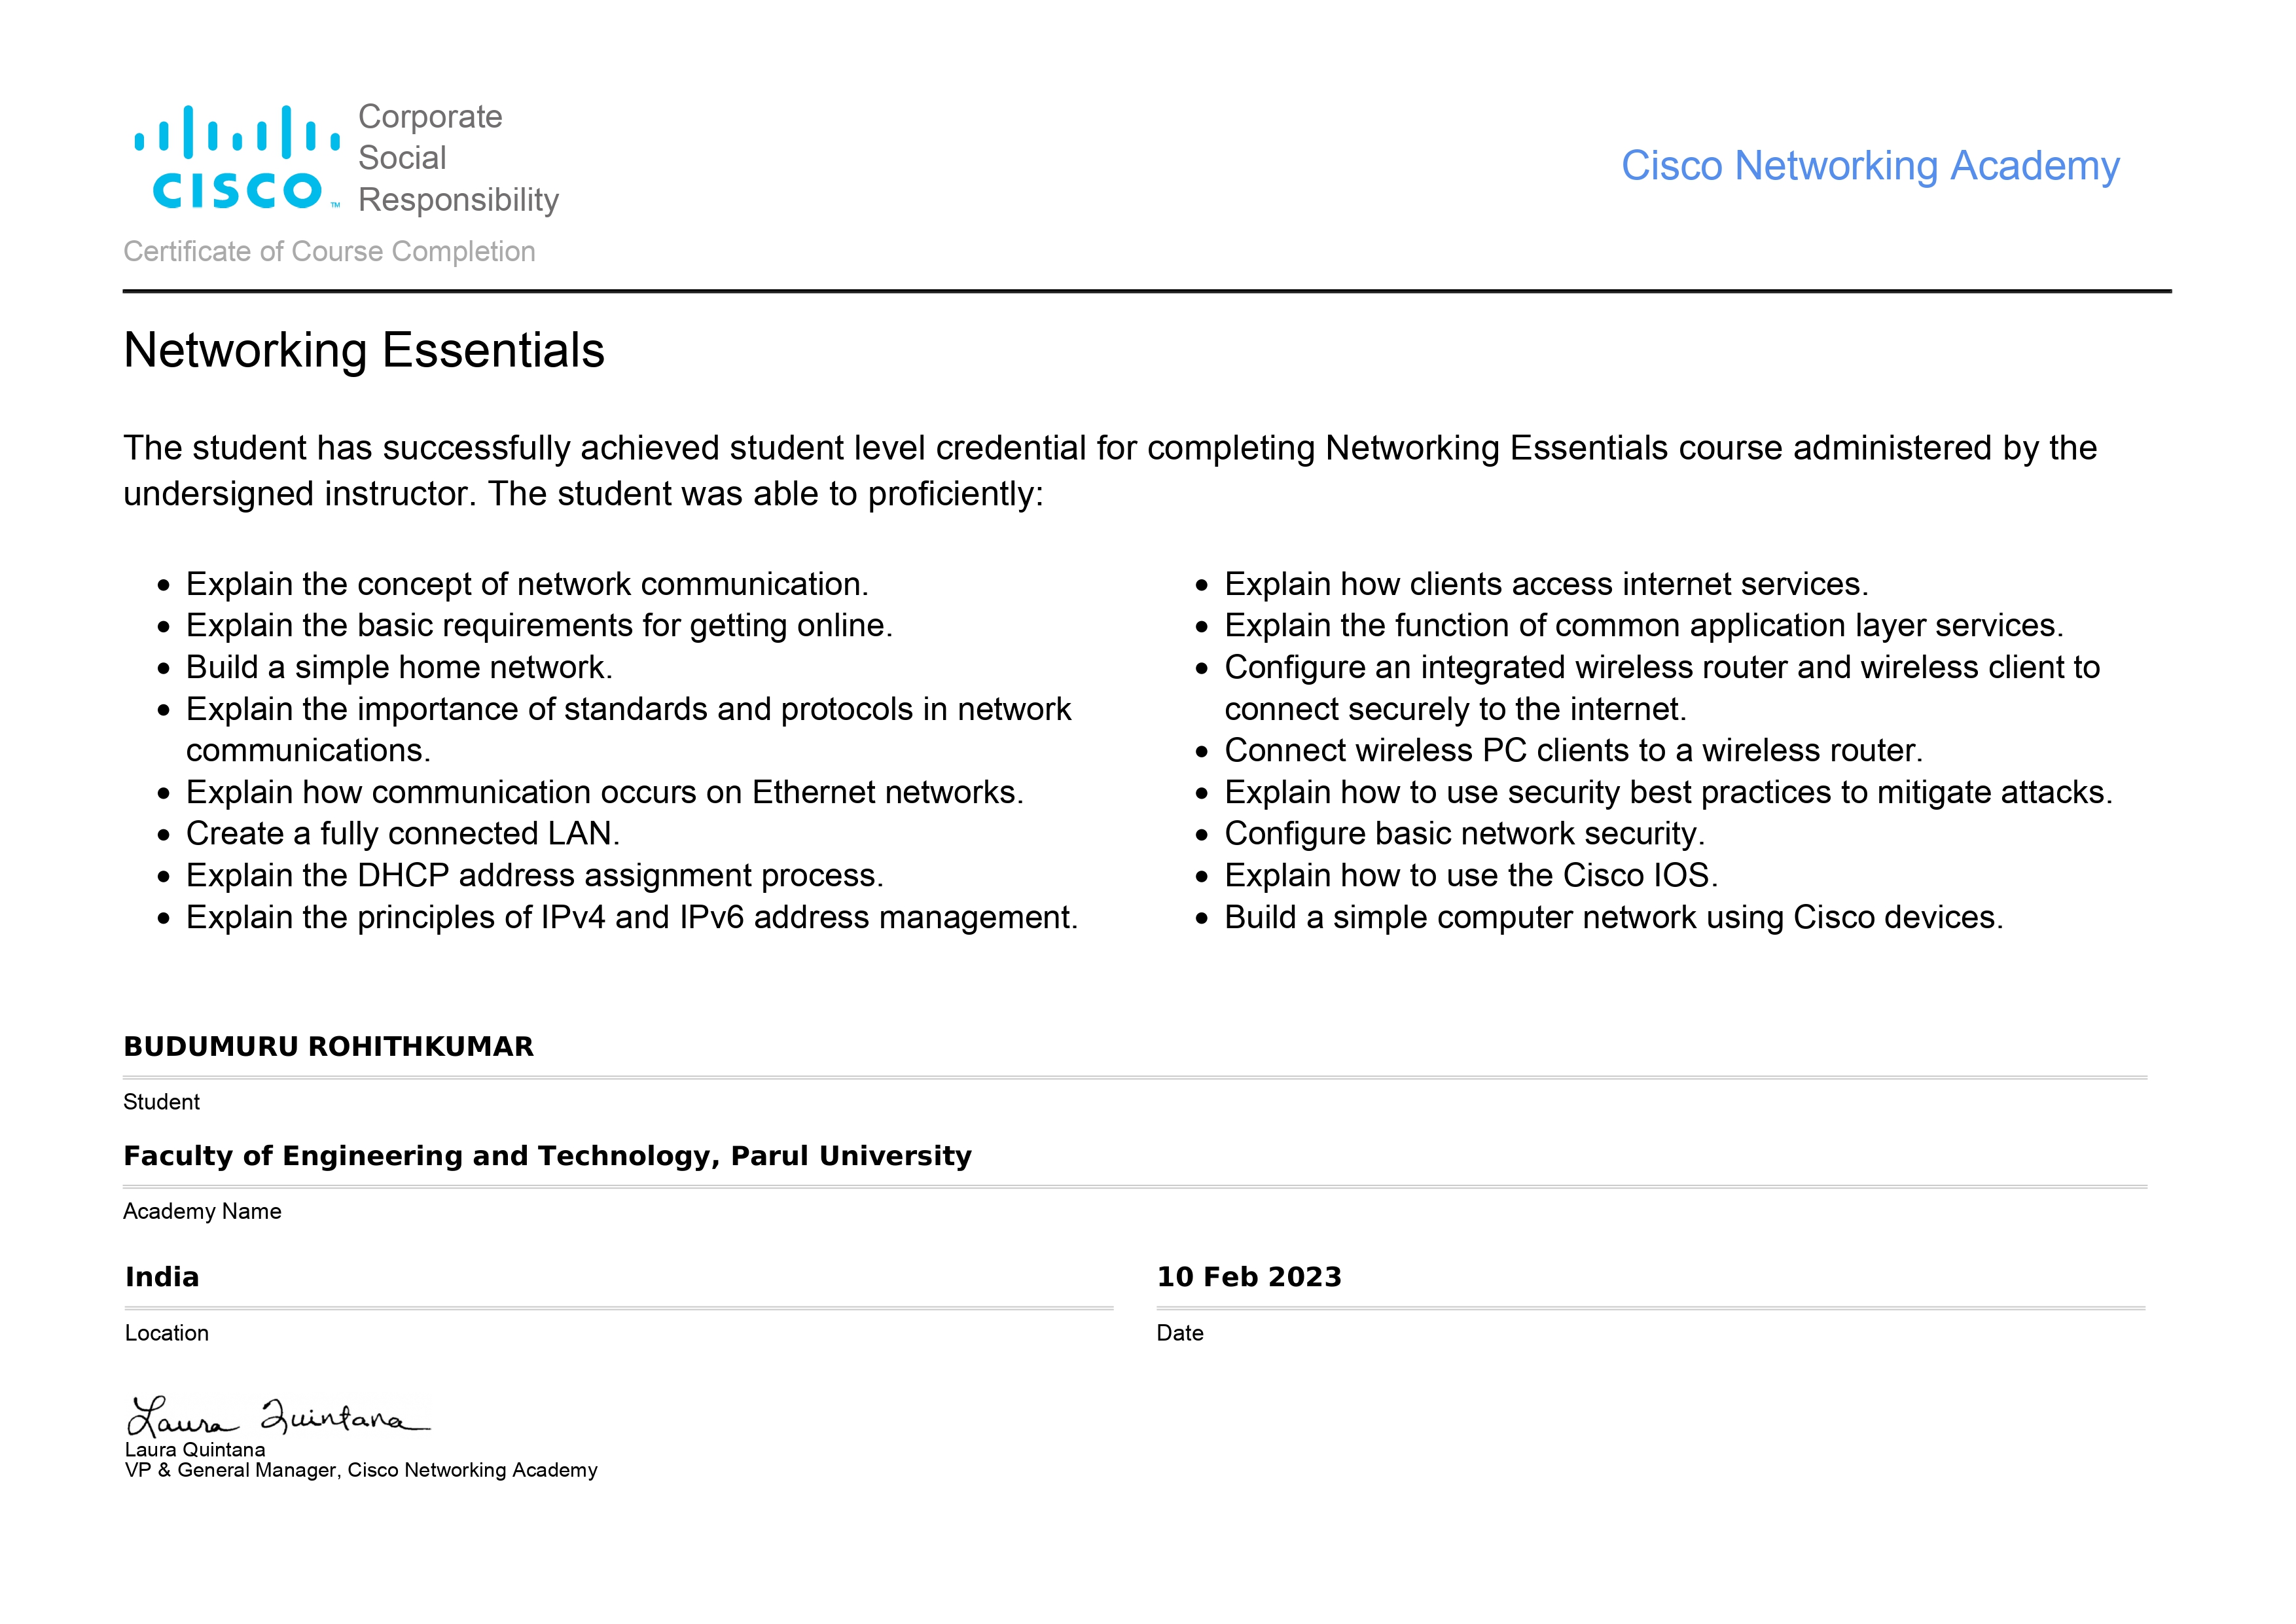 CISCO™
Corporate
Social
Responsibility
Cisco Networking Academy
Certificate of Course Completion
Networking Essentials
The student has successfully achieved student level credential for completing Networking Essentials course administered by the
undersigned instructor. The student was able to proficiently:
• Explain the concept of network communication.
• Explain the basic requirements for getting online.
• Build a simple home network.
• Explain the importance of standards and protocols in network
communications.
• Explain how communication occurs on Ethernet networks.
• Create a fully connected LAN.
• Explain the DHCP address assignment process.
• Explain the principles of IPv4 and IPv6 address management.
• Explain how clients access internet services.
• Explain the function of common application layer services.
• Configure an integrated wireless router and wireless client to
connect securely to the internet.
• Connect wireless PC clients to a wireless router.
• Explain how to use security best practices to mitigate attacks.
• Configure basic network security.
• Explain how to use the Cisco IOS.
• Build a simple computer network using Cisco devices.
BUDUMURU ROHITHKUMAR
Student
Faculty of Engineering and Technology, Parul University
Academy Name
India
Location
10 Feb 2023
Date
Laura Quintana
Laura Quintana
VP & General Manager, Cisco Networking Academy